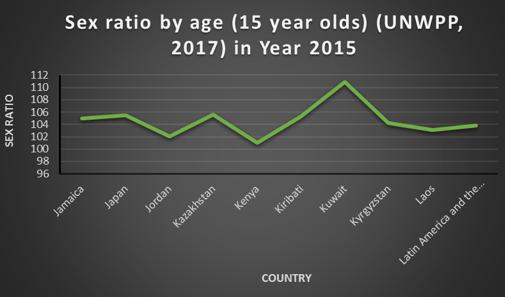 Sex ratio by age (15 year olds) (UNWPP,
2017) in Year 2015
SEX RATIO
112
110
108
106
104
102
100
98
96
Jamaica
Japan
Jordan
Kazakhstan
Kenya
Kiribati
Kuwait
Kyrgyzstan
Laos
Latin America and the...
COUNTRY